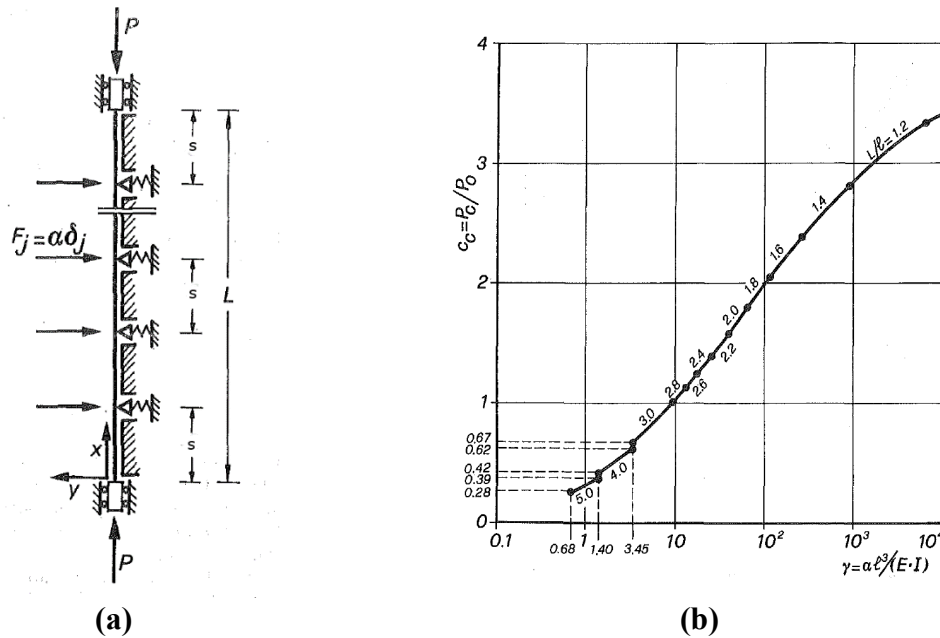 P
s
F_j=αδ_j
s
L
s
x
y
P
(a)
4
3
2
1
0.67
0.62
0.42
0.39
0.28
0
c_c=P_c/P_o
L/ℓ=1.2
1.4
1.6
1.8
2.0
2.2
2.4
2.6
2.8
3.0
4.0
5.0
0.1 1 10 10² 10³ 10⁴
0.68 1.40 3.45
γ=αℓ³/(E·I)
(b)